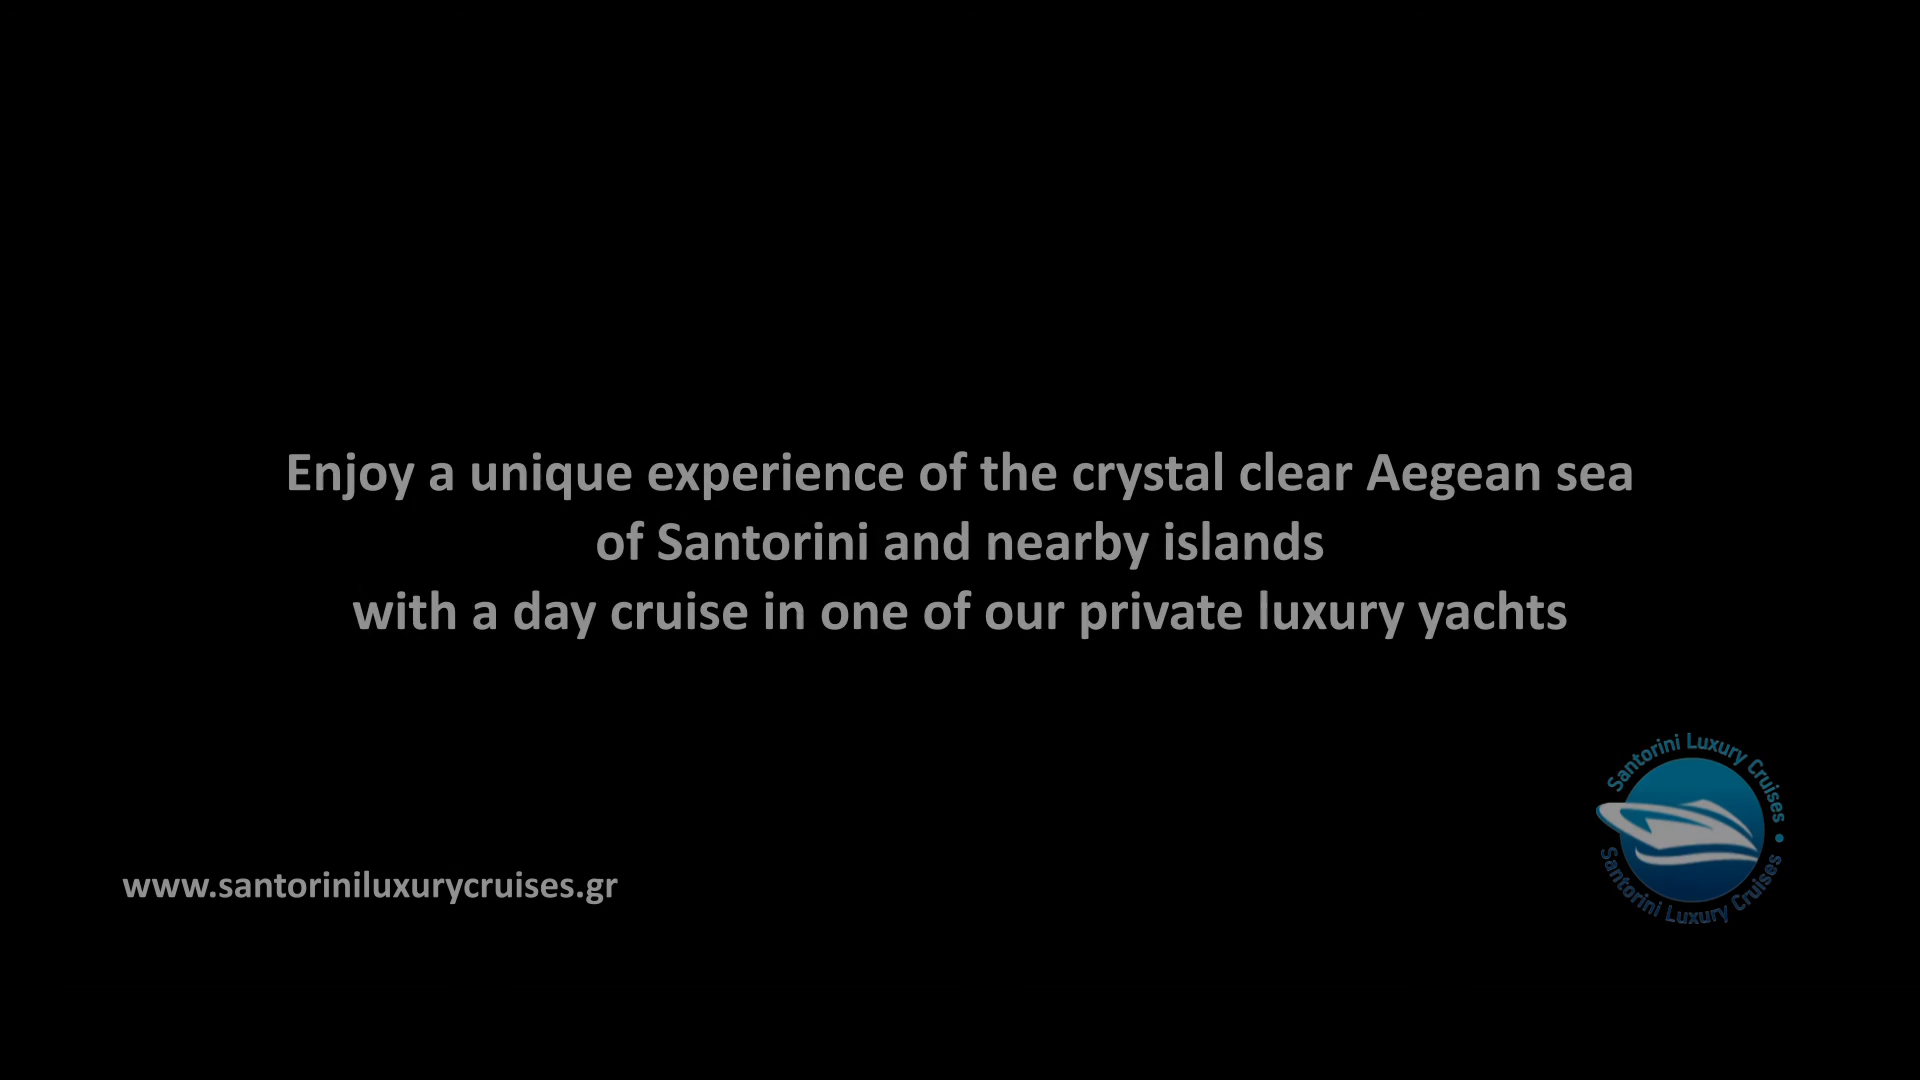 Enjoy a unique experience of the crystal clear Aegean sea
of Santorini and nearby islands
with a day cruise in one of our private luxury yachts
Santorini Luxury Cruises •
Santorini Luxury Cruises
www.santoriniluxurycruises.gr